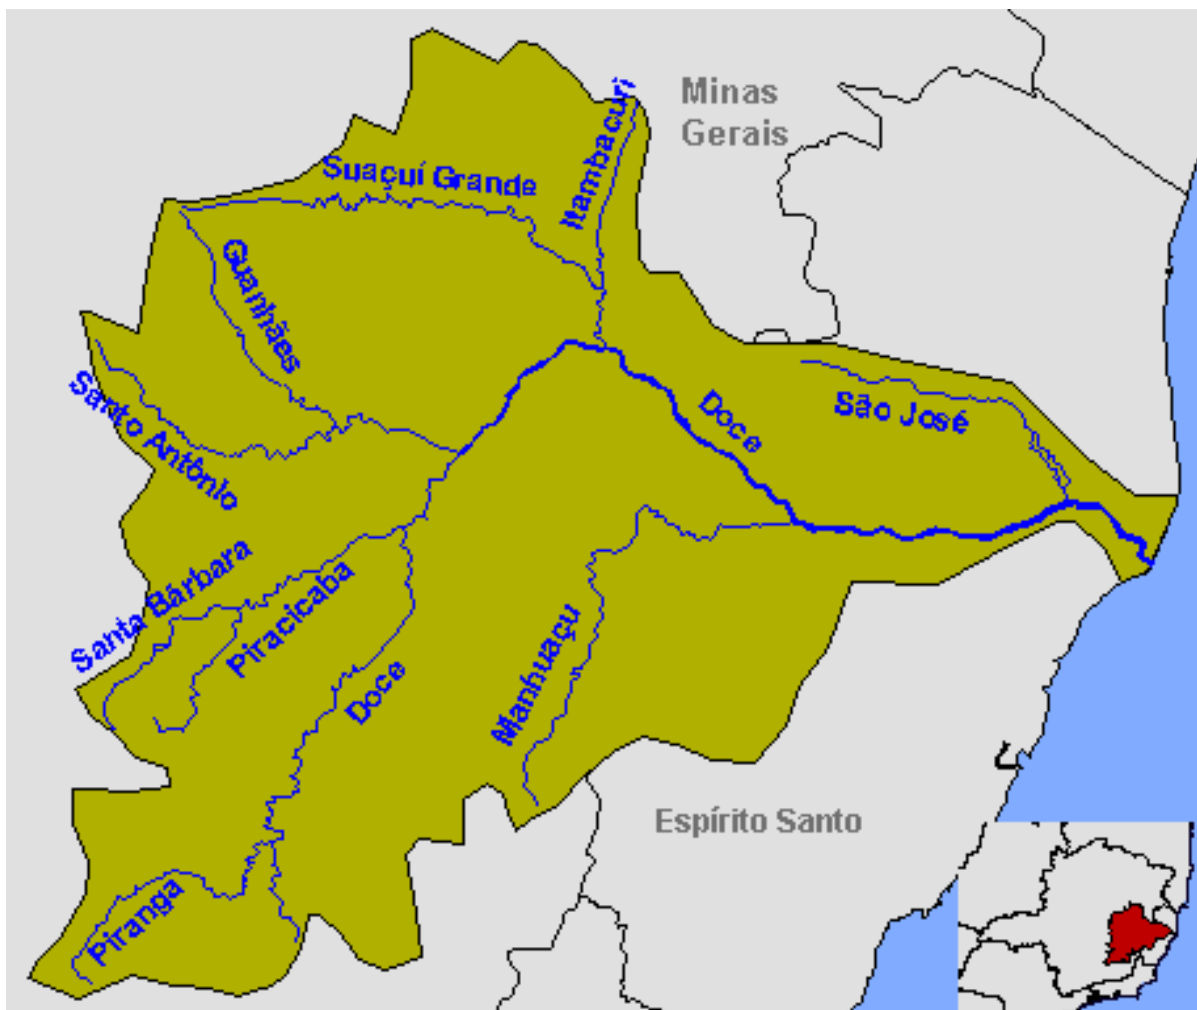 Minas
Gerais
Itambacuri
Suaçuí Grande
Guanhães
Santo Antônio
Doce
São José
Santa Bárbara
Piracicaba
Manhuaçu
Doce
Espírito Santo
Piranga